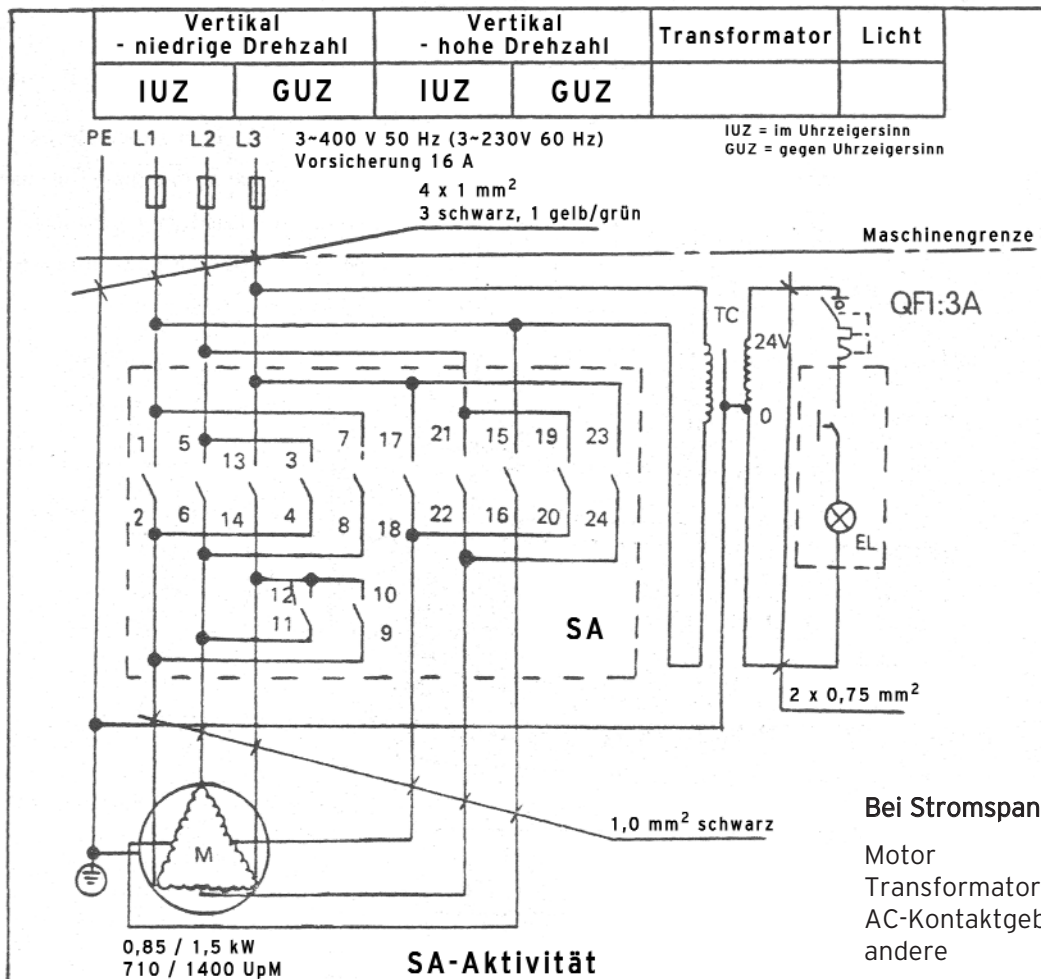 Vertikal
- niedrige Drehzahl
Vertikal
- hohe Drehzahl
Transformator
Licht
IUZ GUZ IUZ GUZ
PE L1 L2 L3
3~400 V 50 Hz (3~230V 60 Hz)
Vorsicherung 16 A
IUZ = im Uhrzeigersinn
GUZ = gegen Uhrzeigersinn
4 x 1 mm²
3 schwarz, 1 gelb/grün
Maschinengrenze
TC
QF1:3A
24V
0
1 5 13 3 7 17 21 15 19 23
2 6 14 4 8 18 22 16 20 24
EL
12 10
11 9
SA
2 x 0,75 mm²
1,0 mm² schwarz
M
0,85 / 1,5 kW
710 / 1400 UpM
SA-Aktivität
Bei Stromspan
Motor
Transformator
AC-Kontaktgeb
andere